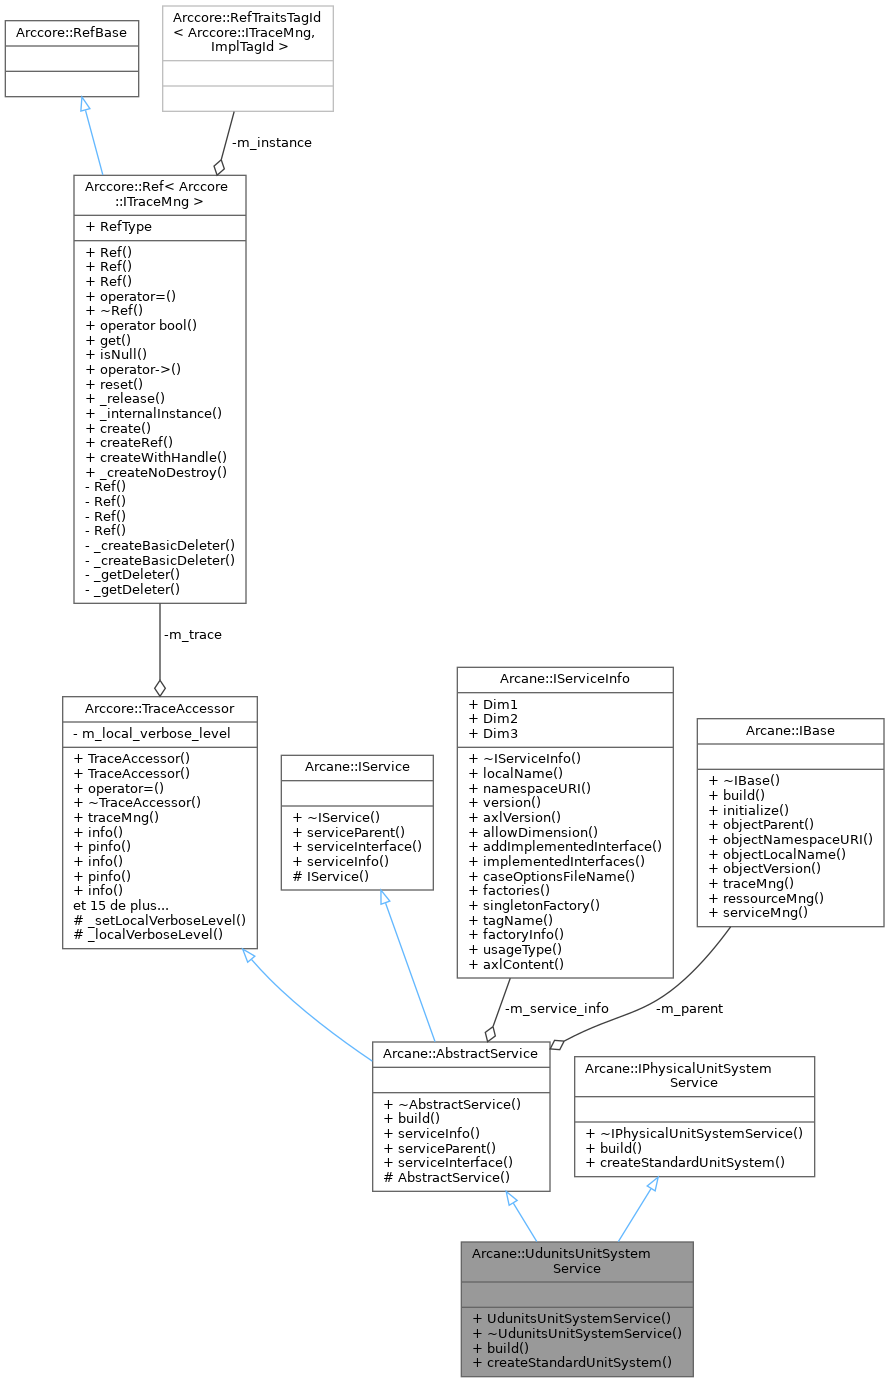 Arccore::RefBase
Arccore::RefTraitsTagId
< Arccore::ITraceMng,
ImplTagId >
-m_instance
Arccore::Ref< Arccore
::ITraceMng >
+ RefType
+ Ref()
+ Ref()
+ Ref()
+ operator=()
+ ~Ref()
+ operator bool()
+ get()
+ isNull()
+ operator->()
+ reset()
+ _release()
+ _internalInstance()
+ create()
+ createRef()
+ createWithHandle()
+ _createNoDestroy()
- Ref()
- Ref()
- Ref()
- Ref()
- _createBasicDeleter()
- _createBasicDeleter()
- _getDeleter()
- _getDeleter()
-m_trace
Arccore::TraceAccessor
- m_local_verbose_level
+ TraceAccessor()
+ TraceAccessor()
+ operator=()
+ ~TraceAccessor()
+ traceMng()
+ info()
+ pinfo()
+ info()
+ pinfo()
+ info()
et 15 de plus...
# _setLocalVerboseLevel()
# _localVerboseLevel()
Arcane::IService
+ ~IService()
+ serviceParent()
+ serviceInterface()
+ serviceInfo()
# IService()
Arcane::IServiceInfo
+ Dim1
+ Dim2
+ Dim3
+ ~IServiceInfo()
+ localName()
+ namespaceURI()
+ version()
+ axlVersion()
+ allowDimension()
+ addImplementedInterface()
+ implementedInterfaces()
+ caseOptionsFileName()
+ factories()
+ singletonFactory()
+ tagName()
+ factoryInfo()
+ usageType()
+ axlContent()
Arcane::IBase
+ ~IBase()
+ build()
+ initialize()
+ objectParent()
+ objectNamespaceURI()
+ objectLocalName()
+ objectVersion()
+ traceMng()
+ ressourceMng()
+ serviceMng()
-m_service_info
-m_parent
Arcane::AbstractService
+ ~AbstractService()
+ build()
+ serviceInfo()
+ serviceParent()
+ serviceInterface()
# AbstractService()
Arcane::IPhysicalUnitSystem
Service
+ ~IPhysicalUnitSystemService()
+ build()
+ createStandardUnitSystem()
Arcane::UdunitsUnitSystem
Service
+ UdunitsUnitSystemService()
+ ~UdunitsUnitSystemService()
+ build()
+ createStandardUnitSystem()